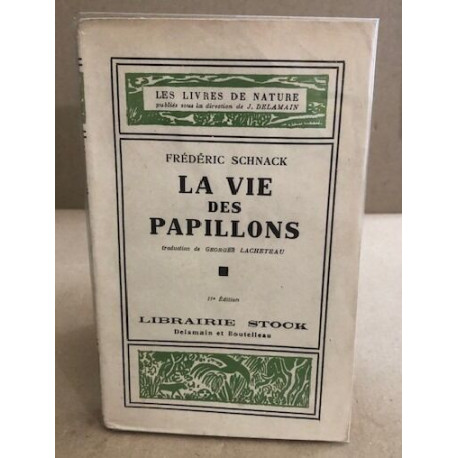 LES LIVRES DE NATURE
publiés sous la direction de J. DELAMAIN
FRÉDÉRIC SCHNACK
LA VIE
DES
PAPILLONS
traduction de GEORGES LACHETEAU
11e Édition
LIBRAIRIE STOCK
Delamain et Boutelleau